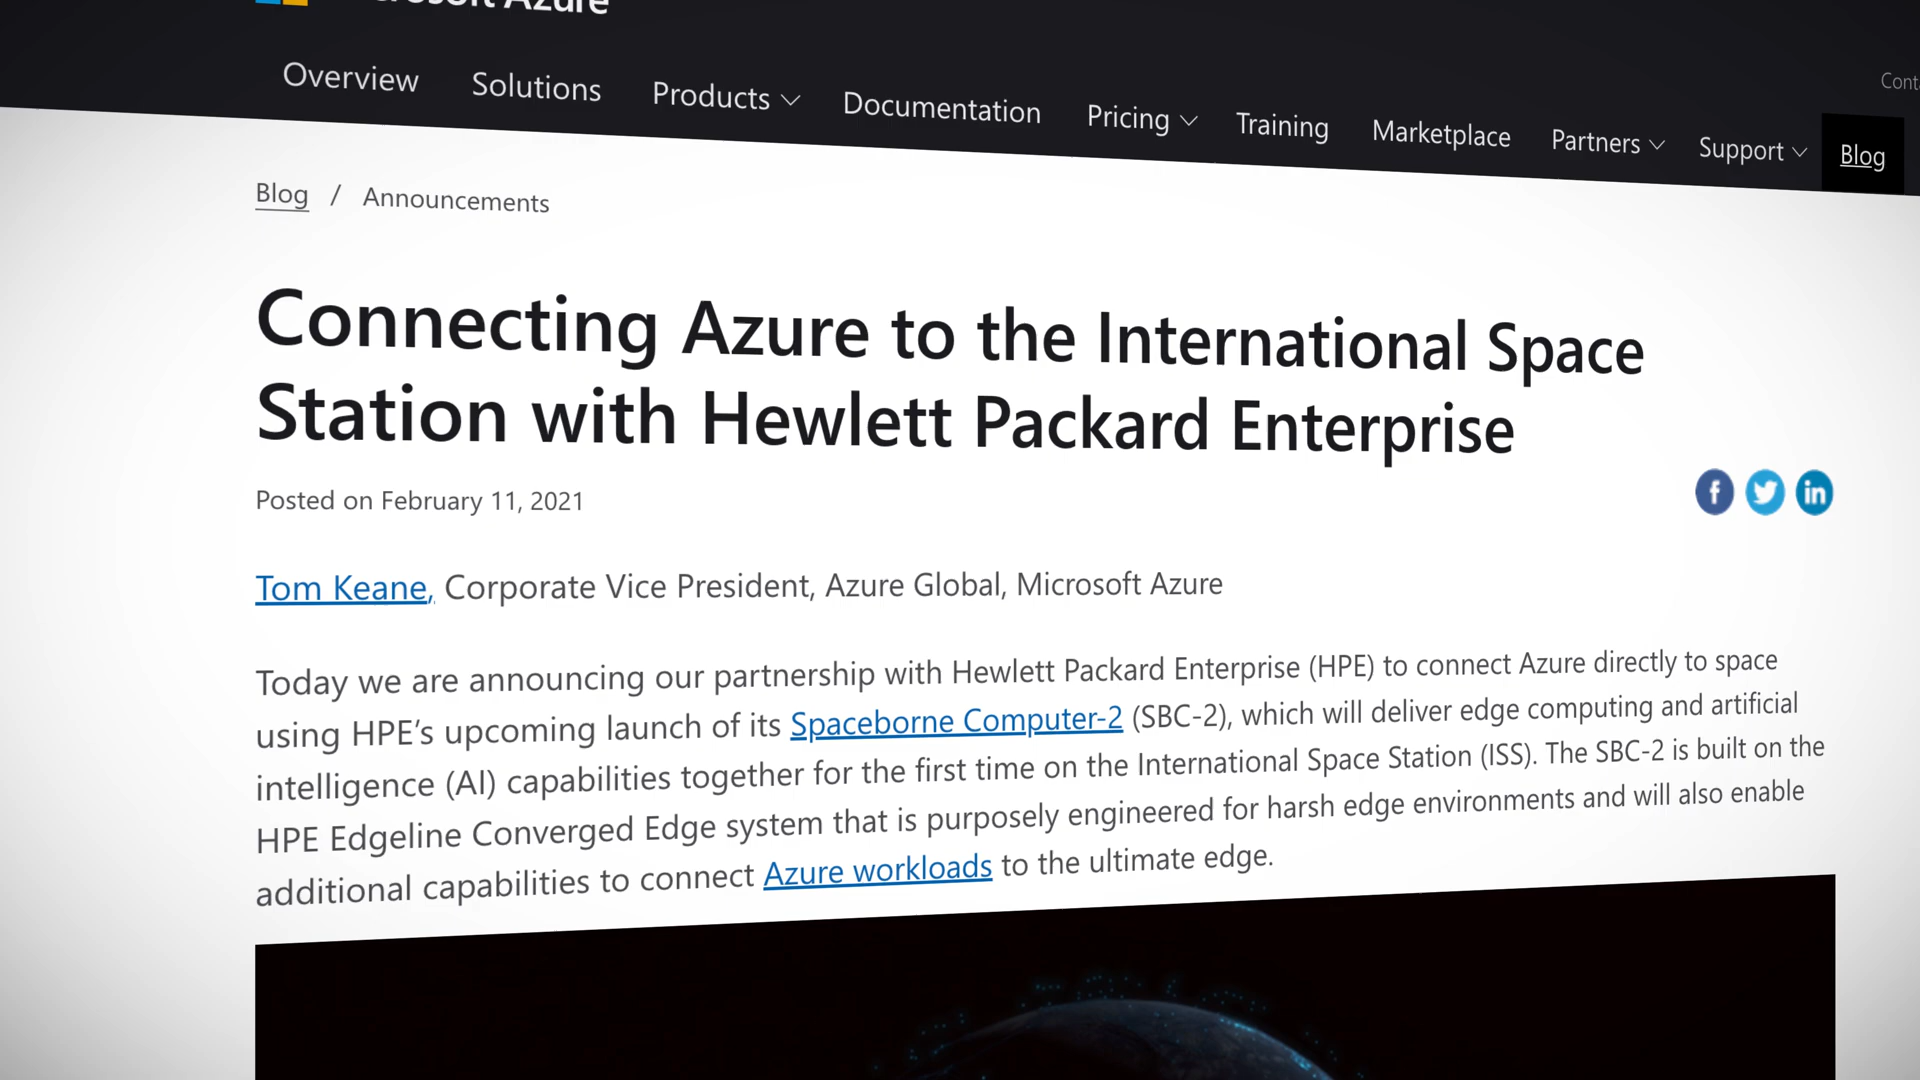 Azure
Overview Solutions Products Documentation Pricing Training Marketplace Partners Support Blog
Blog / Announcements
Connecting Azure to the International Space
Station with Hewlett Packard Enterprise
Posted on February 11, 2021
Tom Keane, Corporate Vice President, Azure Global, Microsoft Azure
Today we are announcing our partnership with Hewlett Packard Enterprise (HPE) to connect Azure directly to space
using HPE’s upcoming launch of its Spaceborne Computer-2 (SBC-2), which will deliver edge computing and artificial
intelligence (AI) capabilities together for the first time on the International Space Station (ISS). The SBC-2 is built on the
HPE Edgeline Converged Edge system that is purposely engineered for harsh edge environments and will also enable
additional capabilities to connect Azure workloads to the ultimate edge.